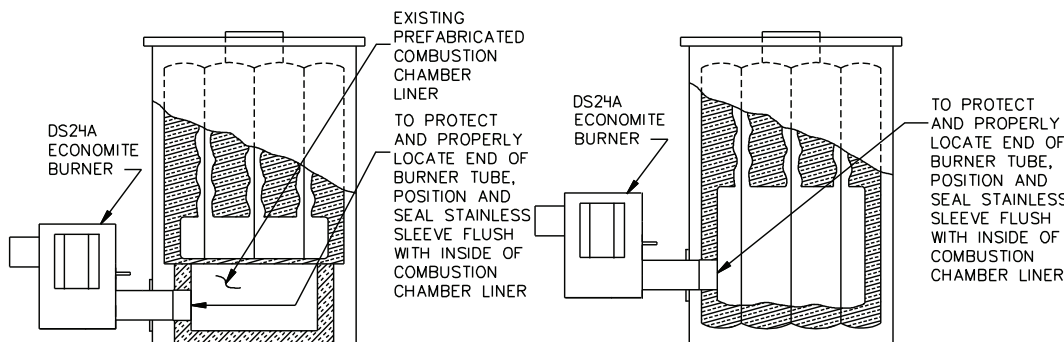 EXISTING
PREFABRICATED
COMBUSTION
CHAMBER
LINER
DS24A
ECONOMITE
BURNER
TO PROTECT
AND PROPERLY
LOCATE END OF
BURNER TUBE,
POSITION AND
SEAL STAINLESS
SLEEVE FLUSH
WITH INSIDE OF
COMBUSTION
CHAMBER LINER
DS24A
ECONOMITE
BURNER
TO PROTECT
AND PROPERLY
LOCATE END OF
BURNER TUBE,
POSITION AND
SEAL STAINLESS
SLEEVE FLUSH
WITH INSIDE OF
COMBUSTION
CHAMBER LINER